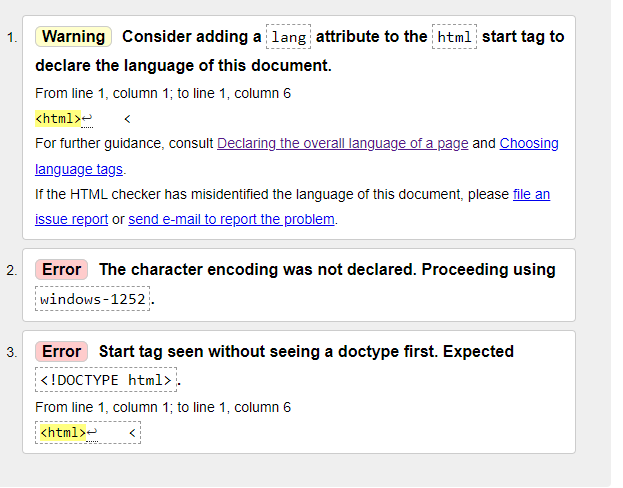 1. Warning Consider adding a lang attribute to the html start tag to
declare the language of this document.
From line 1, column 1; to line 1, column 6
<html>↩ <
For further guidance, consult Declaring the overall language of a page and Choosing
language tags.
If the HTML checker has misidentified the language of this document, please file an
issue report or send e-mail to report the problem.
2. Error The character encoding was not declared. Proceeding using
windows-1252.
3. Error Start tag seen without seeing a doctype first. Expected
<!DOCTYPE html>.
From line 1, column 1; to line 1, column 6
<html>↩ <